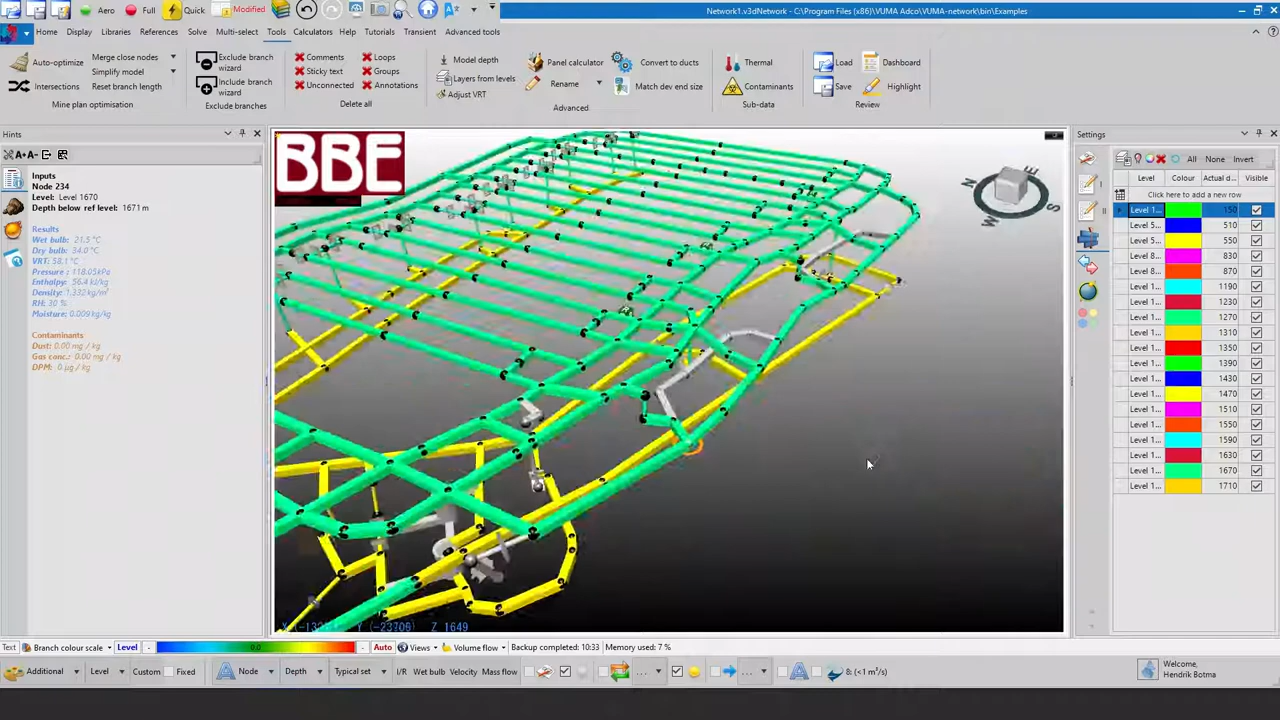 Aero
Full
Quick
Modified
Network1.v3dNetwork - C:\Program Files (x86)\VUMA Adco\VUMA-network\bin\Examples
Home
Display
Libraries
References
Solve
Multi-select
Tools
Calculators
Help
Tutorials
Transient
Advanced tools
Auto-optimize
Intersections
Merge close nodes
Simplify model
Reset branch length
Mine plan optimisation
Exclude branch wizard
Include branch wizard
Exclude branches
Comments
Sticky text
Unconnected
Loops
Groups
Annotations
Delete all
Model depth
Layers from levels
Adjust VRT
Panel calculator
Rename
Advanced
Convert to ducts
Match dev end size
Thermal
Contaminants
Sub-data
Load
Save
Dashboard
Highlight
Review
Hints
A+A-
Inputs
Node 234
Level: Level 1670
Depth below ref level: 1671 m
Results
Wet bulb: 21.5 °C
Dry bulb: 34.0 °C
VRT: 58.1 °C
Pressure : 118.05kPa
Enthalpy: 56.4 kJ/kg
Density: 1.332 kg/m³
RH: 30 %
Moisture: 0.009kg/kg
Contaminants
Dust: 0.00 mg / kg
Gas conc.: 0.00 mg / kg
DPM: 0 µg / kg
BBE
N
E
W
S
Z 1649
Settings
All
None
Invert
Level
Colour
Actual d...
Visible
Click here to add a new row
Level 1... 150
Level 5... 510
Level 5... 550
Level 8... 830
Level 8... 870
Level 1... 1190
Level 1... 1230
Level 1... 1270
Level 1... 1310
Level 1... 1350
Level 1... 1390
Level 1... 1430
Level 1... 1470
Level 1... 1510
Level 1... 1550
Level 1... 1590
Level 1... 1630
Level 1... 1670
Level 1... 1710
Text
Branch colour scale
Level
-
0.0
-
Auto
Views
Volume flow
Backup completed: 10:33
Memory used: 7 %
Additional
Level
Custom
Fixed
Node
Depth
Typical set
I/R
Wet bulb
Velocity
Mass flow
...
...
8: (<1 m³/s)
Welcome,
Hendrik Botma